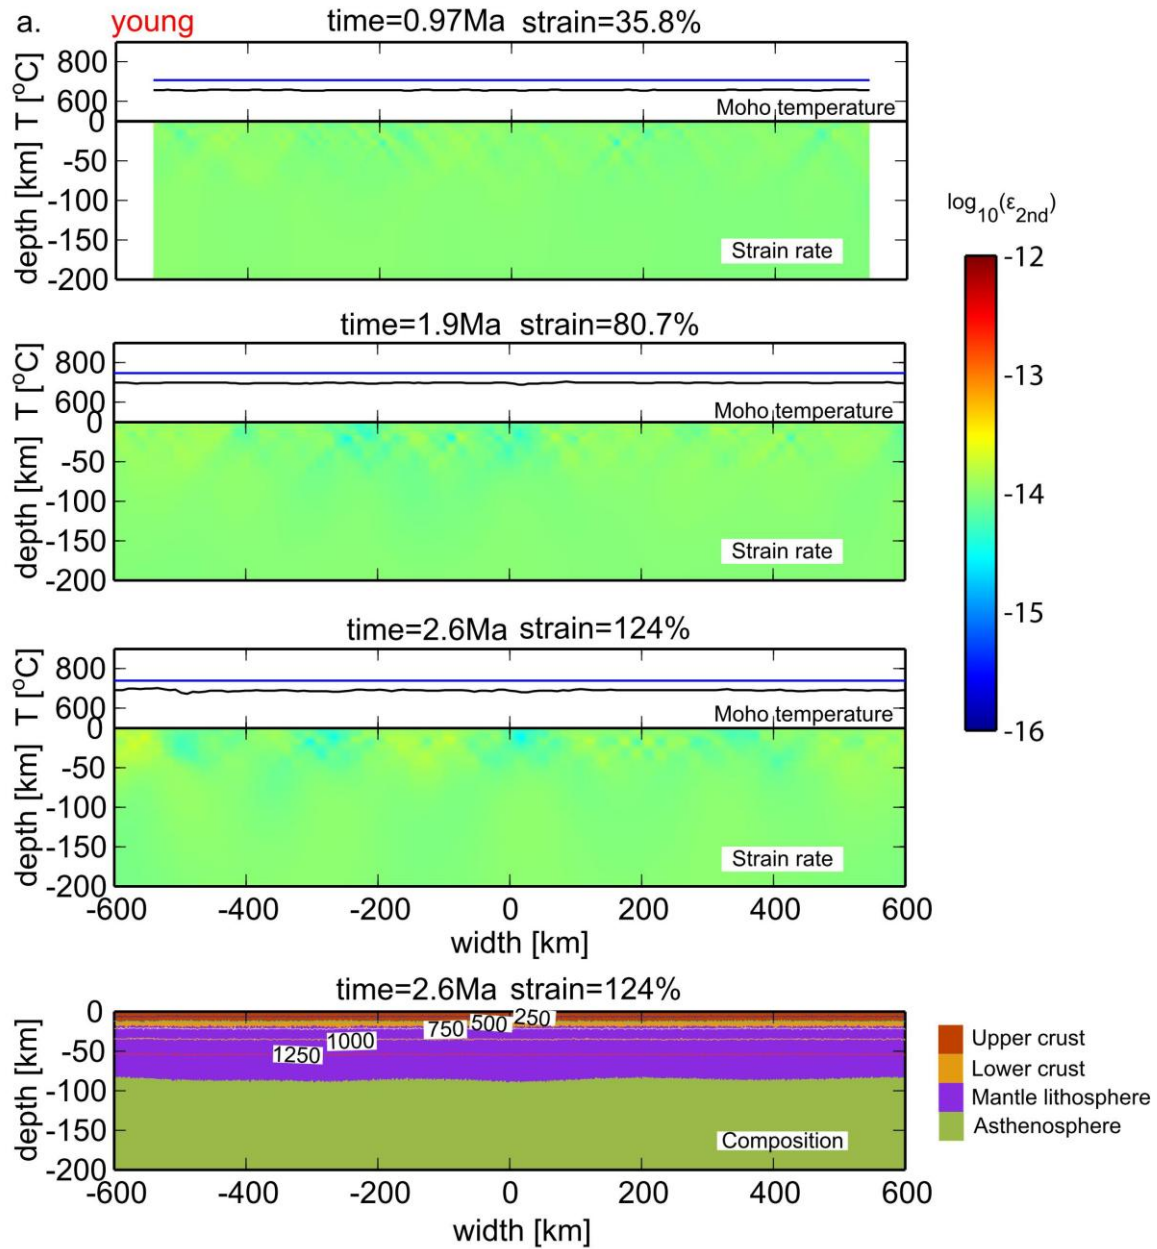 a. young time=0.97Ma strain=35.8%
T [°C]
800
600
0
Moho temperature
depth [km]
-50
-100
-150
-200
Strain rate
time=1.9Ma strain=80.7%
T [°C]
800
600
0
Moho temperature
depth [km]
-50
-100
-150
-200
Strain rate
time=2.6Ma strain=124%
T [°C]
800
600
0
Moho temperature
depth [km]
-50
-100
-150
-200
Strain rate
-600 -400 -200 0 200 400 600
width [km]
log10(ε2nd)
-12
-13
-14
-15
-16
time=2.6Ma strain=124%
depth [km]
0
-50
-100
-150
-200
250
500
750
1000
1250
Composition
-600 -400 -200 0 200 400 600
width [km]
Upper crust
Lower crust
Mantle lithosphere
Asthenosphere